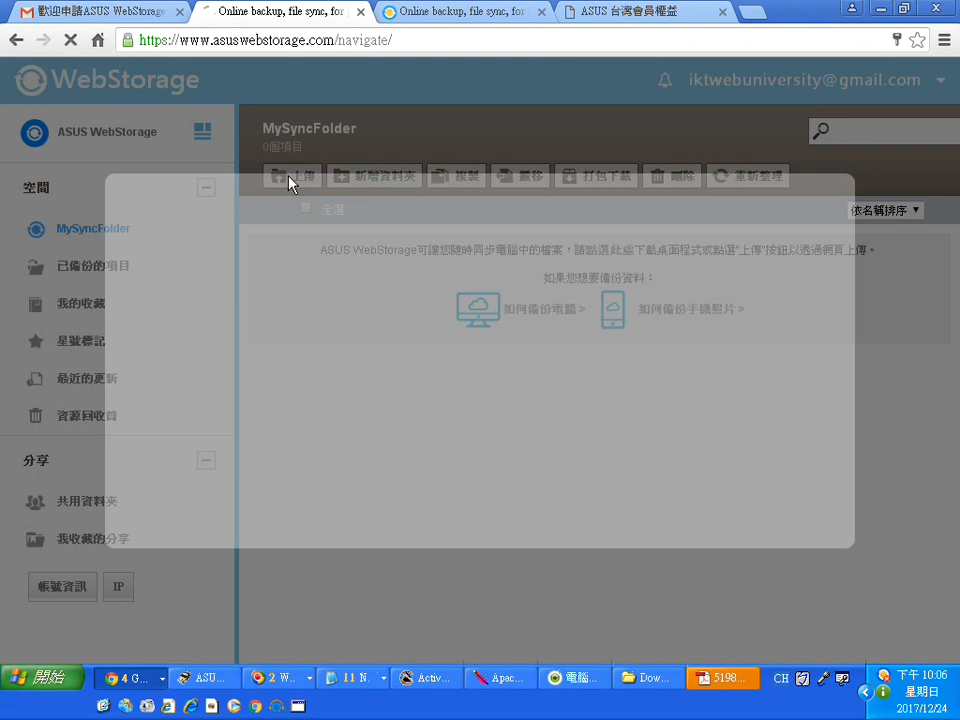 歡迎申請ASUS WebStorage
Online backup, file sync, for
Online backup, file sync, for
ASUS 台灣會員權益
https://www.asuswebstorage.com/navigate/
WebStorage
iktwebuniversity@gmail.com
ASUS WebStorage
MySyncFolder
0個項目
上傳
新增資料夾
複製
搬移
打包下載
刪除
重新整理
空間
全選
依名稱排序
MySyncFolder
ASUS WebStorage可讓您隨時同步電腦中的檔案，請點選此處下載桌面程式或點選"上傳"按鈕以透過網頁上傳。
已備份的項目
如果您想要備份資料：
我的收藏
如何備份電腦 >
如何備份手機照片 >
星號標記
最近的更新
資源回收筒
分享
共用資料夾
我收藏的分享
帳號資訊
IP
開始
4 G...
ASU...
2 W...
11 N...
Activ...
Apac...
電腦...
Dow...
5198...
CH
下午 10:06
星期日
2017/12/24